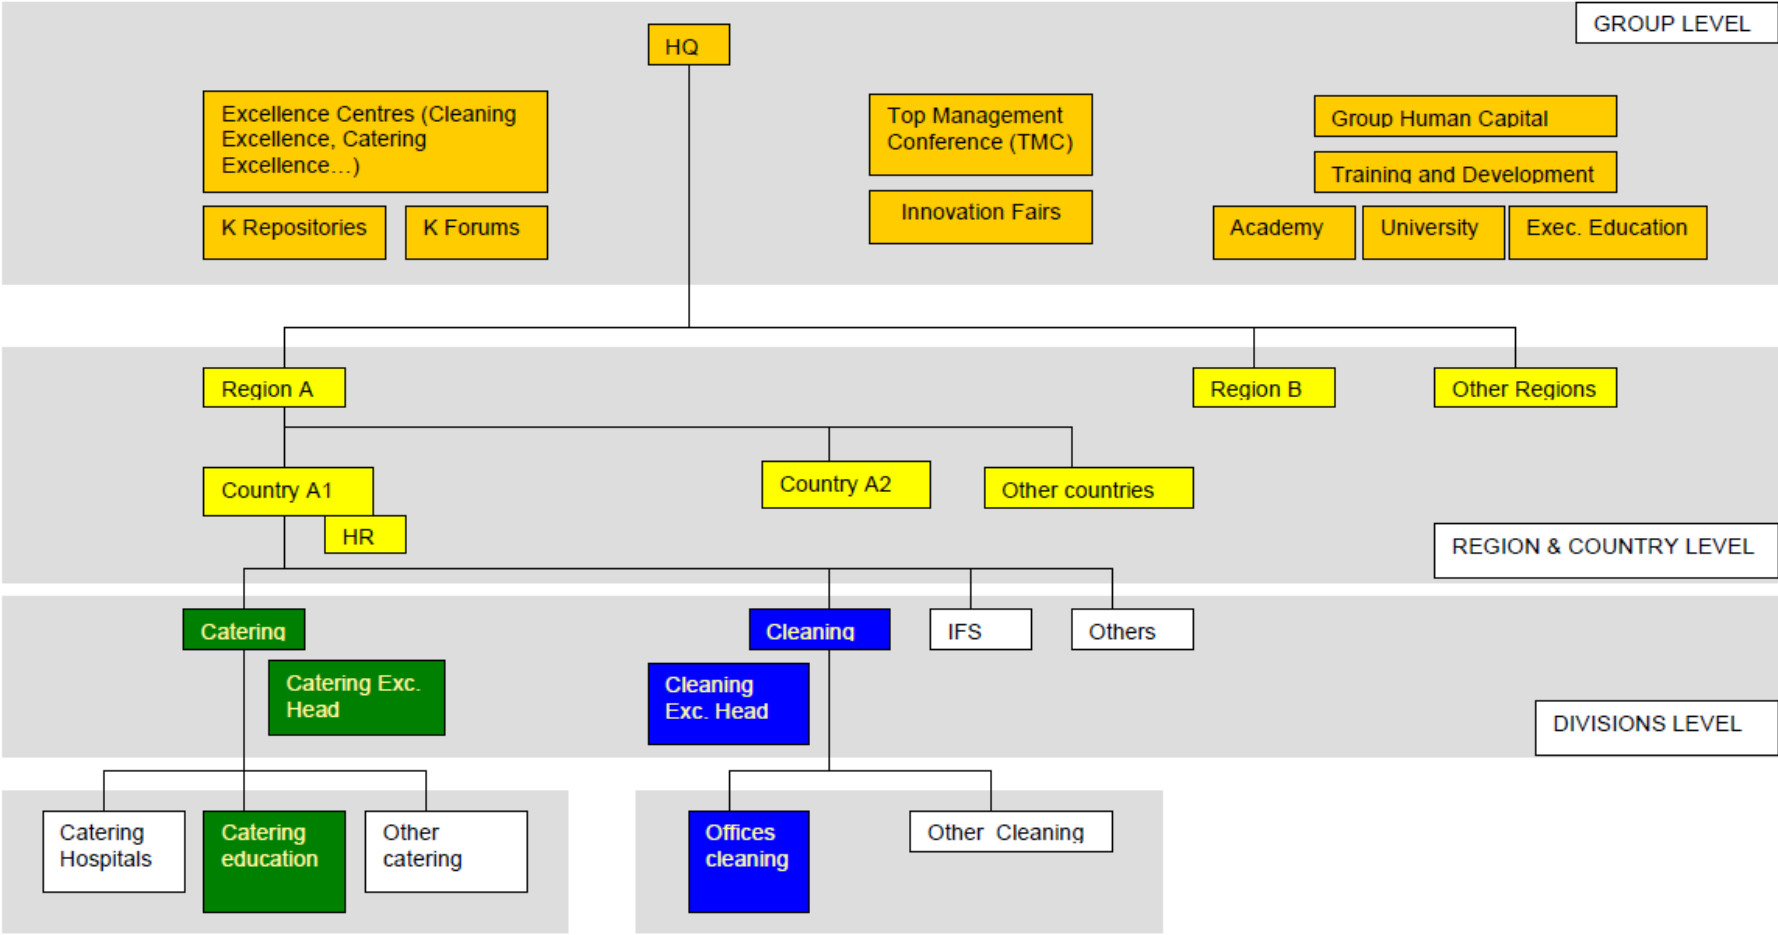 GROUP LEVEL
HQ
Excellence Centres (Cleaning
Excellence, Catering
Excellence…)
K Repositories
K Forums
Top Management
Conference (TMC)
Innovation Fairs
Group Human Capital
Training and Development
Academy
University
Exec. Education
Region A
Region B
Other Regions
Country A1
HR
Country A2
Other countries
REGION & COUNTRY LEVEL
Catering
Cleaning
IFS
Others
Catering Exc.
Head
Cleaning
Exc. Head
DIVISIONS LEVEL
Catering
Hospitals
Catering
education
Other
catering
Offices
cleaning
Other  Cleaning